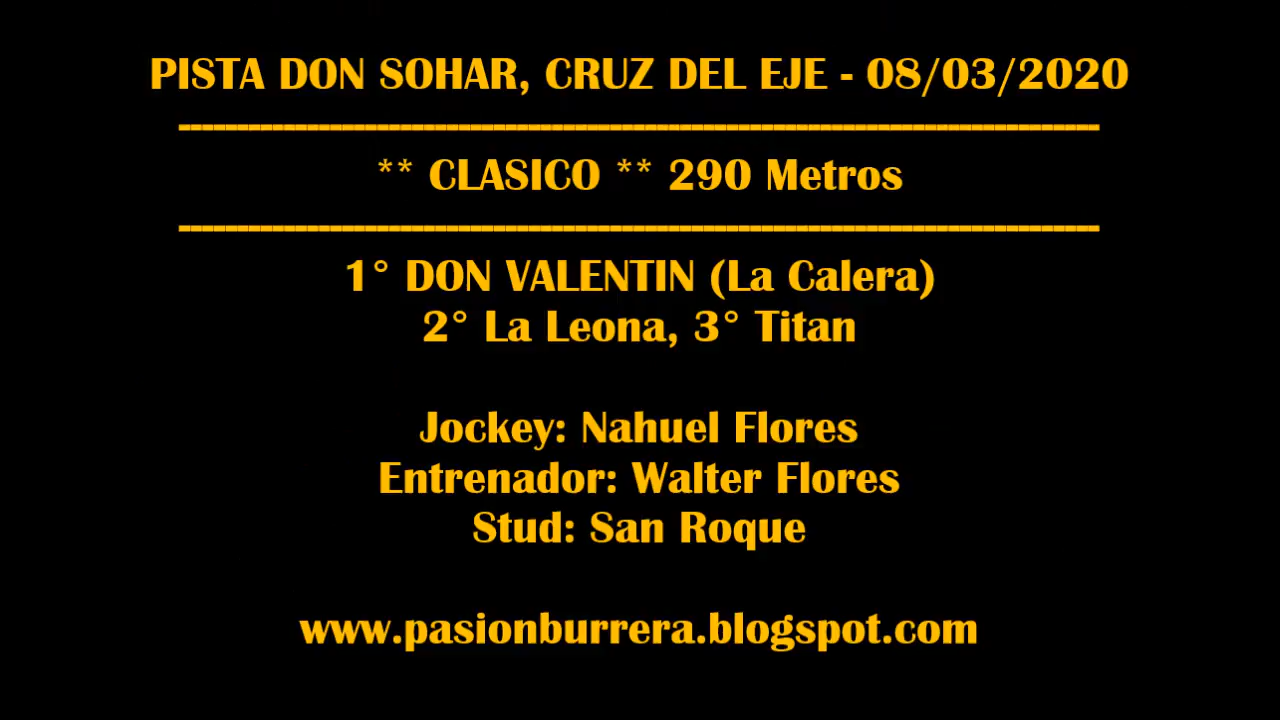 PISTA DON SOHAR, CRUZ DEL EJE - 08/03/2020
** CLASICO ** 290 Metros
1° DON VALENTIN (La Calera)
2° La Leona, 3° Titan
Jockey: Nahuel Flores
Entrenador: Walter Flores
Stud: San Roque
www.pasionburrera.blogspot.com